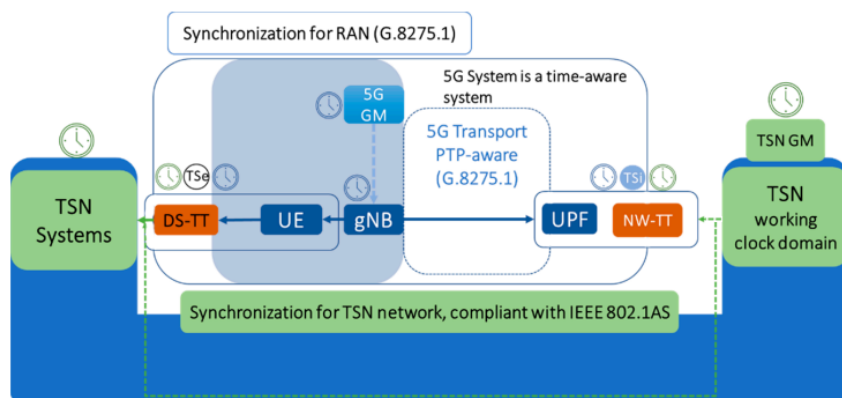 Synchronization for RAN (G.8275.1)
5G System is a time-aware
system
5G
GM
5G Transport
PTP-aware
(G.8275.1)
TSN GM
TSe
TSi
TSN
Systems
DS-TT
UE
gNB
UPF
NW-TT
TSN
working
clock domain
Synchronization for TSN network, compliant with IEEE 802.1AS